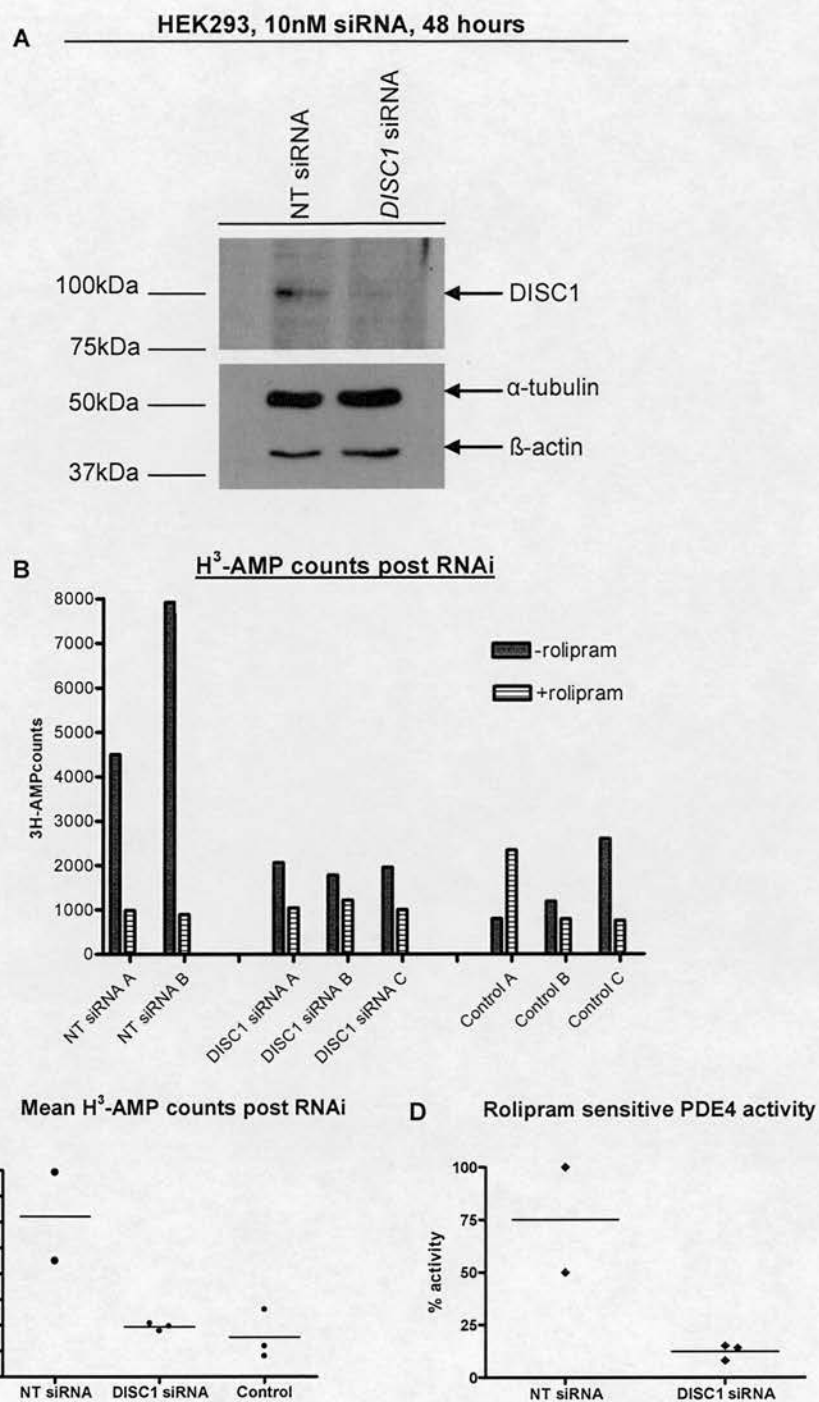 A
HEK293, 10nM siRNA, 48 hours
NT siRNA
DISC1 siRNA
100kDa
75kDa
50kDa
37kDa
DISC1
α-tubulin
ß-actin
B
H³-AMP counts post RNAi
3H-AMPcounts
8000
7000
6000
5000
4000
3000
2000
1000
0
-rolipram
+rolipram
NT siRNA A
NT siRNA B
DISC1 siRNA A
DISC1 siRNA B
DISC1 siRNA C
Control A
Control B
Control C
Mean H³-AMP counts post RNAi
NT siRNA
DISC1 siRNA
Control
D
Rolipram sensitive PDE4 activity
% activity
100
75
50
25
0
NT siRNA
DISC1 siRNA